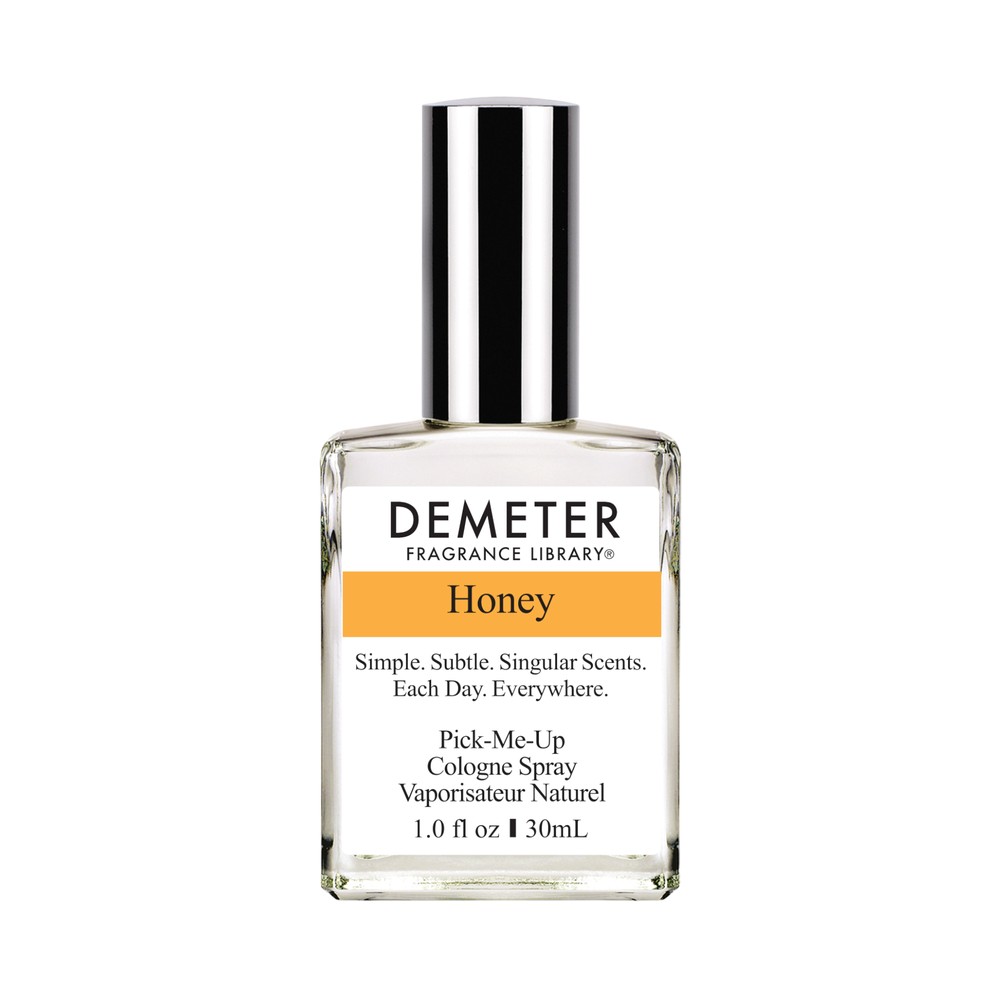 DEMETER
FRAGRANCE LIBRARY®
Honey
Simple. Subtle. Singular Scents.
Each Day. Everywhere.
Pick-Me-Up
Cologne Spray
Vaporisateur Naturel
1.0 fl oz ❚ 30mL